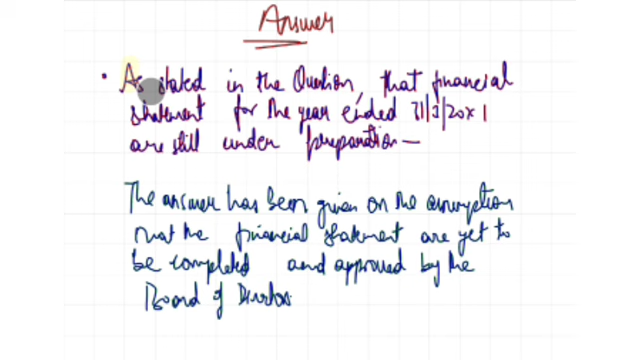 Answer
• As stated in the Question, that financial
statement for the year ended 31/3/20x1
are still under preparation —
The answer has been given on the assumption
that the financial statement are yet to
be completed and approved by the
Board of Director